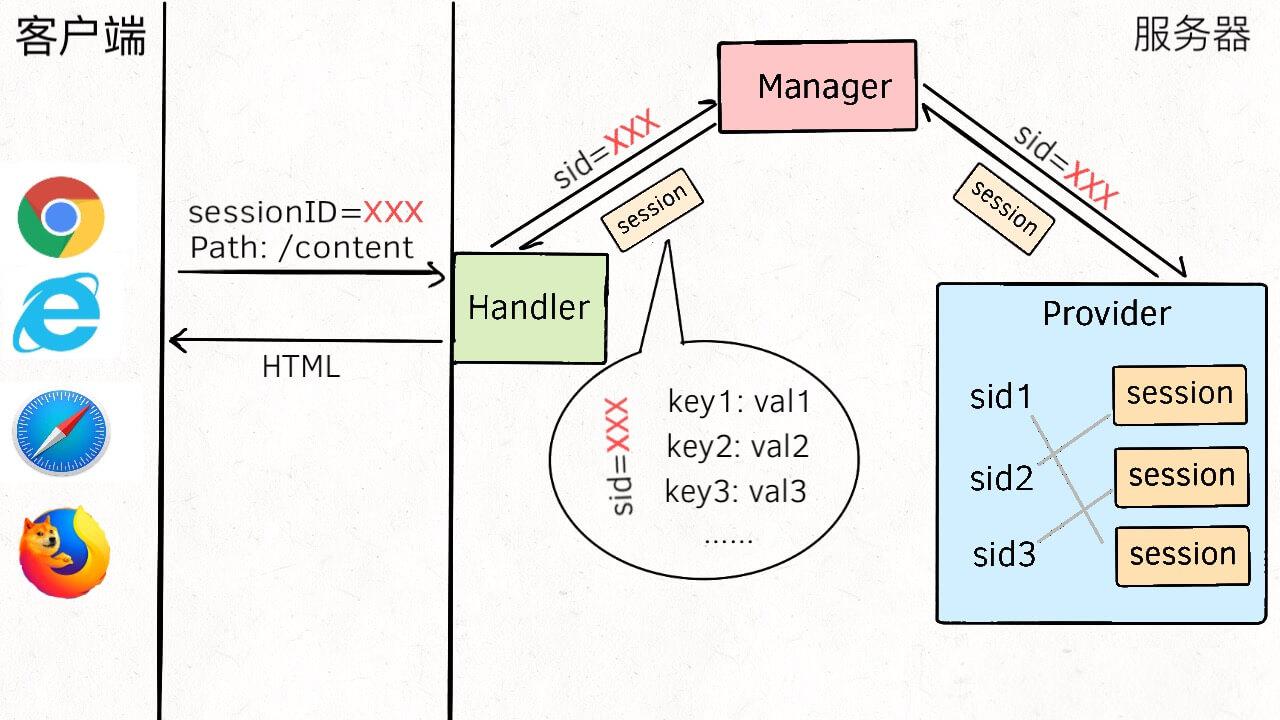 客户端
服务器
Manager
sid=XXX
session
sid=XXX
session
sessionID=XXX
Path: /content
HTML
Handler
sid=XXX
key1: val1
key2: val2
key3: val3
......
Provider
sid1
session
sid2
session
sid3
session